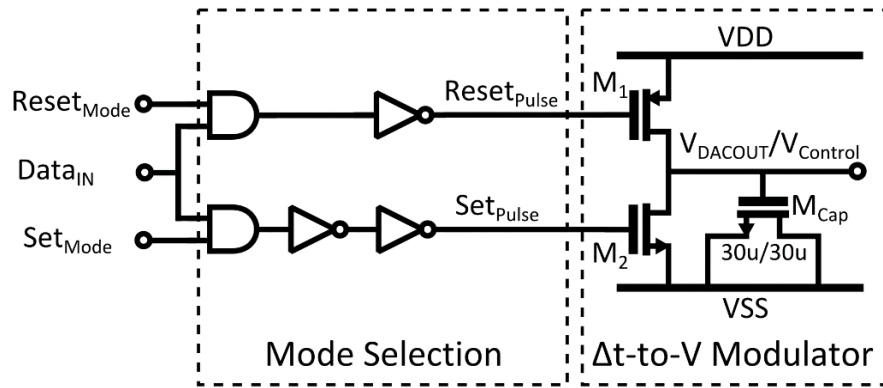 VDD
Reset_Mode
Reset_Pulse
M_1
Data_IN
V_DACOUT/V_Control
Set_Mode
Set_Pulse
M_2
M_Cap
30u/30u
VSS
Mode Selection
Δt-to-V Modulator